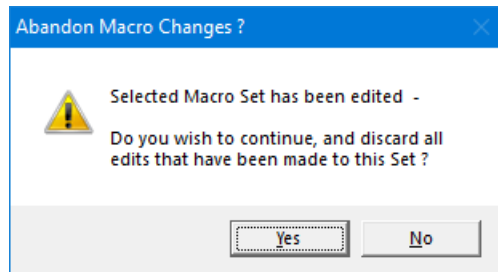 Abandon Macro Changes ?
Selected Macro Set has been edited -
Do you wish to continue, and discard all
edits that have been made to this Set ?
Yes
No